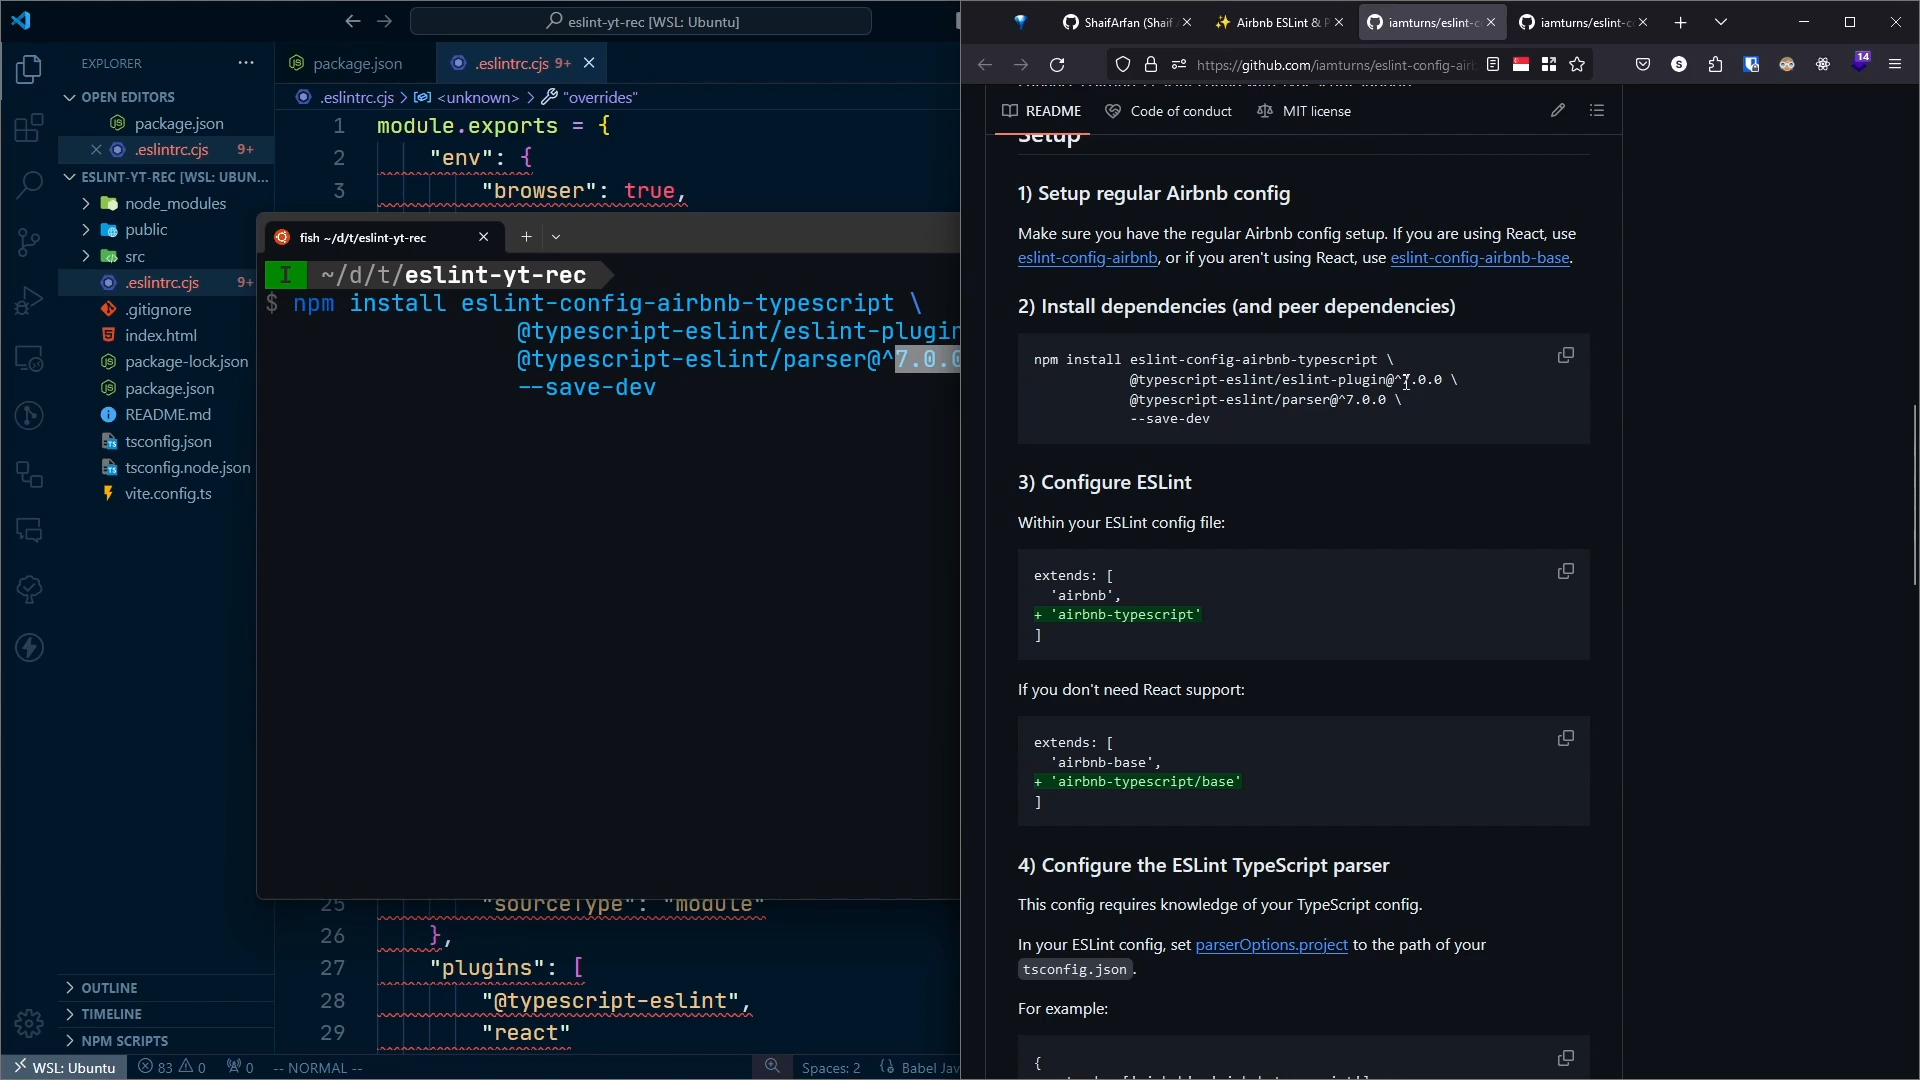 eslint-yt-rec [WSL: Ubuntu]
EXPLORER
OPEN EDITORS
package.json
.eslintrc.cjs 9+
ESLINT-YT-REC [WSL: UBUN...
node_modules
public
src
.eslintrc.cjs 9+
.gitignore
index.html
package-lock.json
package.json
README.md
tsconfig.json
tsconfig.node.json
vite.config.ts
OUTLINE
TIMELINE
NPM SCRIPTS
package.json
.eslintrc.cjs 9+
.eslintrc.cjs > <unknown> > "overrides"
1 module.exports = {
2 "env": {
3 "browser": true,
fish ~/d/t/eslint-yt-rec
I ~/d/t/eslint-yt-rec
$ npm install eslint-config-airbnb-typescript \
@typescript-eslint/eslint-plugin
@typescript-eslint/parser@^7.0.0
--save-dev
25 "sourceType": "module"
26 },
27 "plugins": [
28 "@typescript-eslint",
29 "react"
WSL: Ubuntu 83 0 0 -- NORMAL -- Spaces: 2 Babel Jav
ShaifArfan (Shaif
Airbnb ESLint & P
iamturns/eslint-c
iamturns/eslint-c
https://github.com/iamturns/eslint-config-airb
14
README Code of conduct MIT license
Setup
1) Setup regular Airbnb config
Make sure you have the regular Airbnb config setup. If you are using React, use
eslint-config-airbnb, or if you aren't using React, use eslint-config-airbnb-base.
2) Install dependencies (and peer dependencies)
npm install eslint-config-airbnb-typescript \
@typescript-eslint/eslint-plugin@^7.0.0 \
@typescript-eslint/parser@^7.0.0 \
--save-dev
3) Configure ESLint
Within your ESLint config file:
extends: [
'airbnb',
+ 'airbnb-typescript'
]
If you don't need React support:
extends: [
'airbnb-base',
+ 'airbnb-typescript/base'
]
4) Configure the ESLint TypeScript parser
This config requires knowledge of your TypeScript config.
In your ESLint config, set parserOptions.project to the path of your
tsconfig.json.
For example:
{